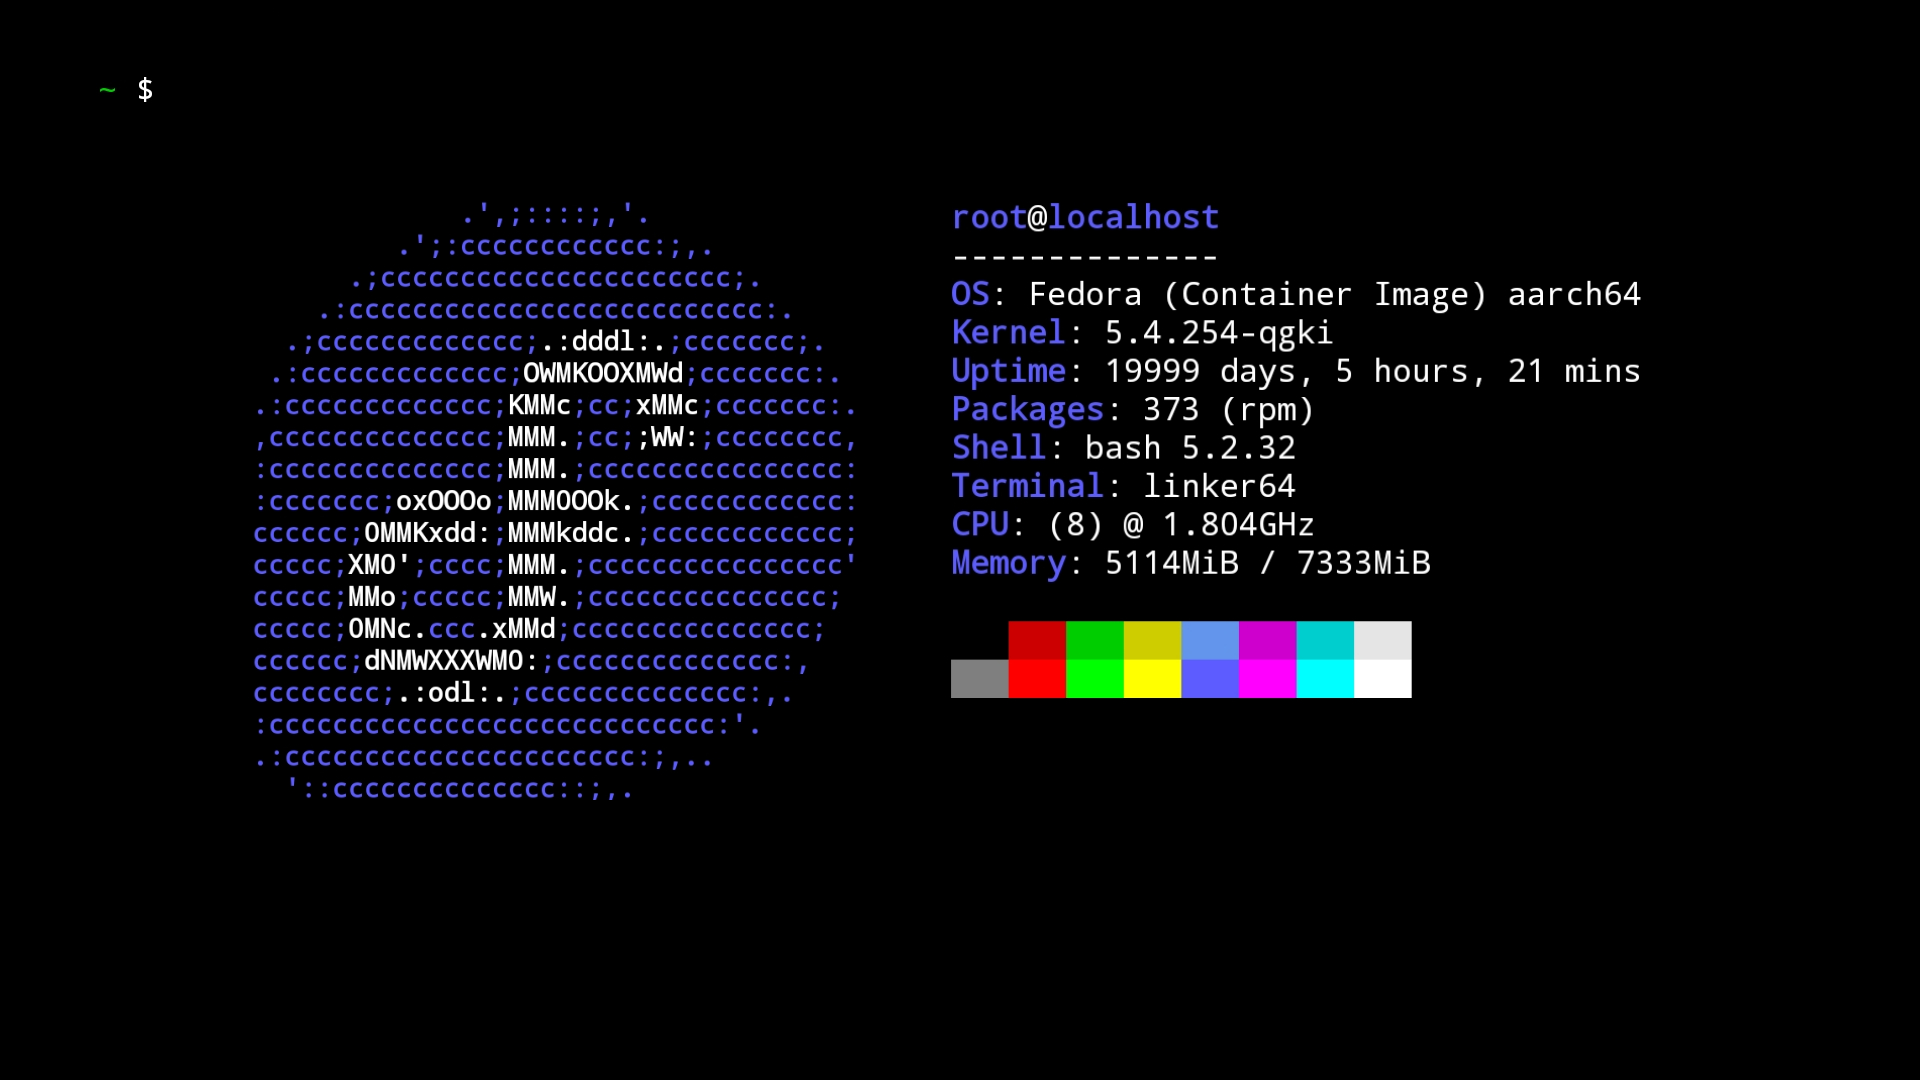 ~ $
.',;::::;,'.
.';:cccccccccccc:;,.
.;cccccccccccccccccccccc;.
.:cccccccccccccccccccccccccc:.
.;ccccccccccccc;.:dddl:.;ccccccc;.
.:ccccccccccccc;OWMKOOXMWd;ccccccc:.
.:ccccccccccccc;KMMc;cc;xMMc;ccccccc:.
,cccccccccccccc;MMM.;cc;;WW:;cccccccc,
:cccccccccccccc;MMM.;cccccccccccccccc:
:ccccccc;oxOOOo;MMM0OOk.;cccccccccccc:
cccccc;0MMKxdd:;MMMkddc.;cccccccccccc;
ccccc;XMO';cccc;MMM.;cccccccccccccccc'
ccccc;MMo;ccccc;MMW.;ccccccccccccccc;
ccccc;0MNc.ccc.xMMd;ccccccccccccccc;
cccccc;dNMWXXXWM0:;cccccccccccccc:,
cccccccc;.:odl:.;cccccccccccccc:,.
:cccccccccccccccccccccccccccc:'.
.:cccccccccccccccccccccc:;,..
'::cccccccccccccc::;,.
root@localhost
--------------
OS: Fedora (Container Image) aarch64
Kernel: 5.4.254-qgki
Uptime: 19999 days, 5 hours, 21 mins
Packages: 373 (rpm)
Shell: bash 5.2.32
Terminal: linker64
CPU: (8) @ 1.804GHz
Memory: 5114MiB / 7333MiB